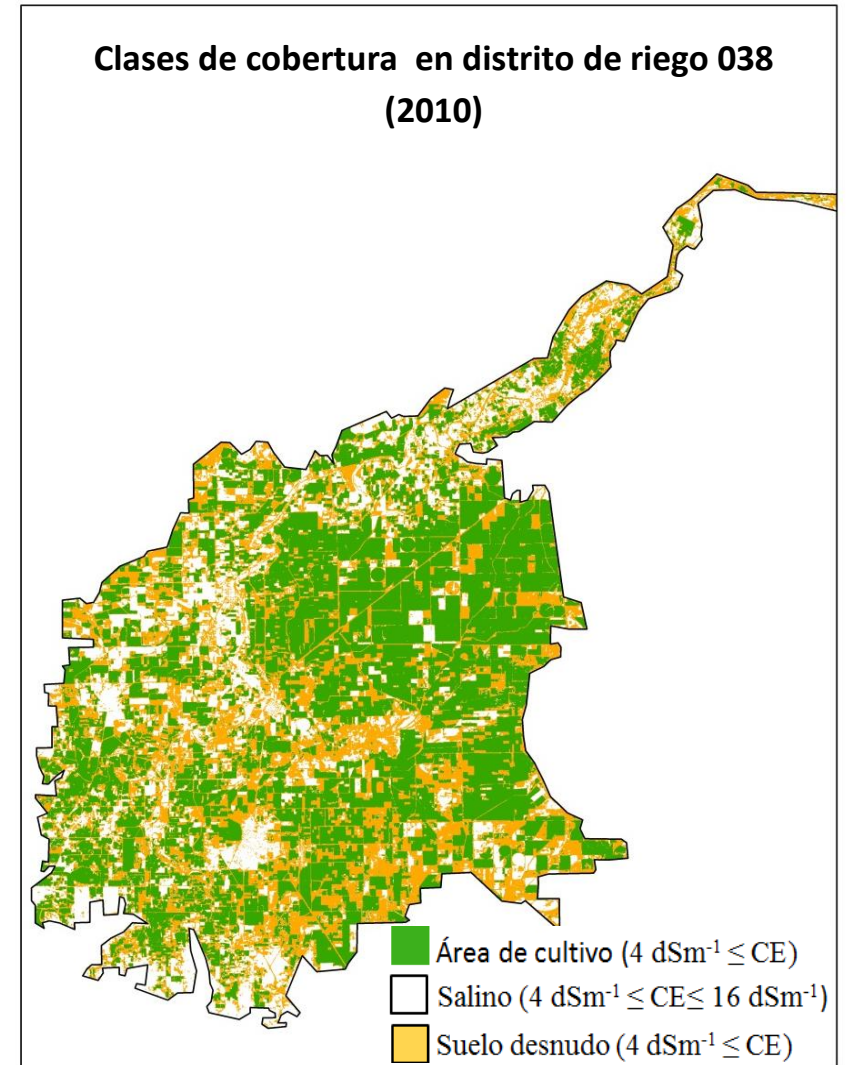 Clases de cobertura en distrito de riego 038
(2010)
Área de cultivo (4 dSm⁻¹ ≤ CE)
Salino (4 dSm⁻¹ ≤ CE≤ 16 dSm⁻¹)
Suelo desnudo (4 dSm⁻¹ ≤ CE)